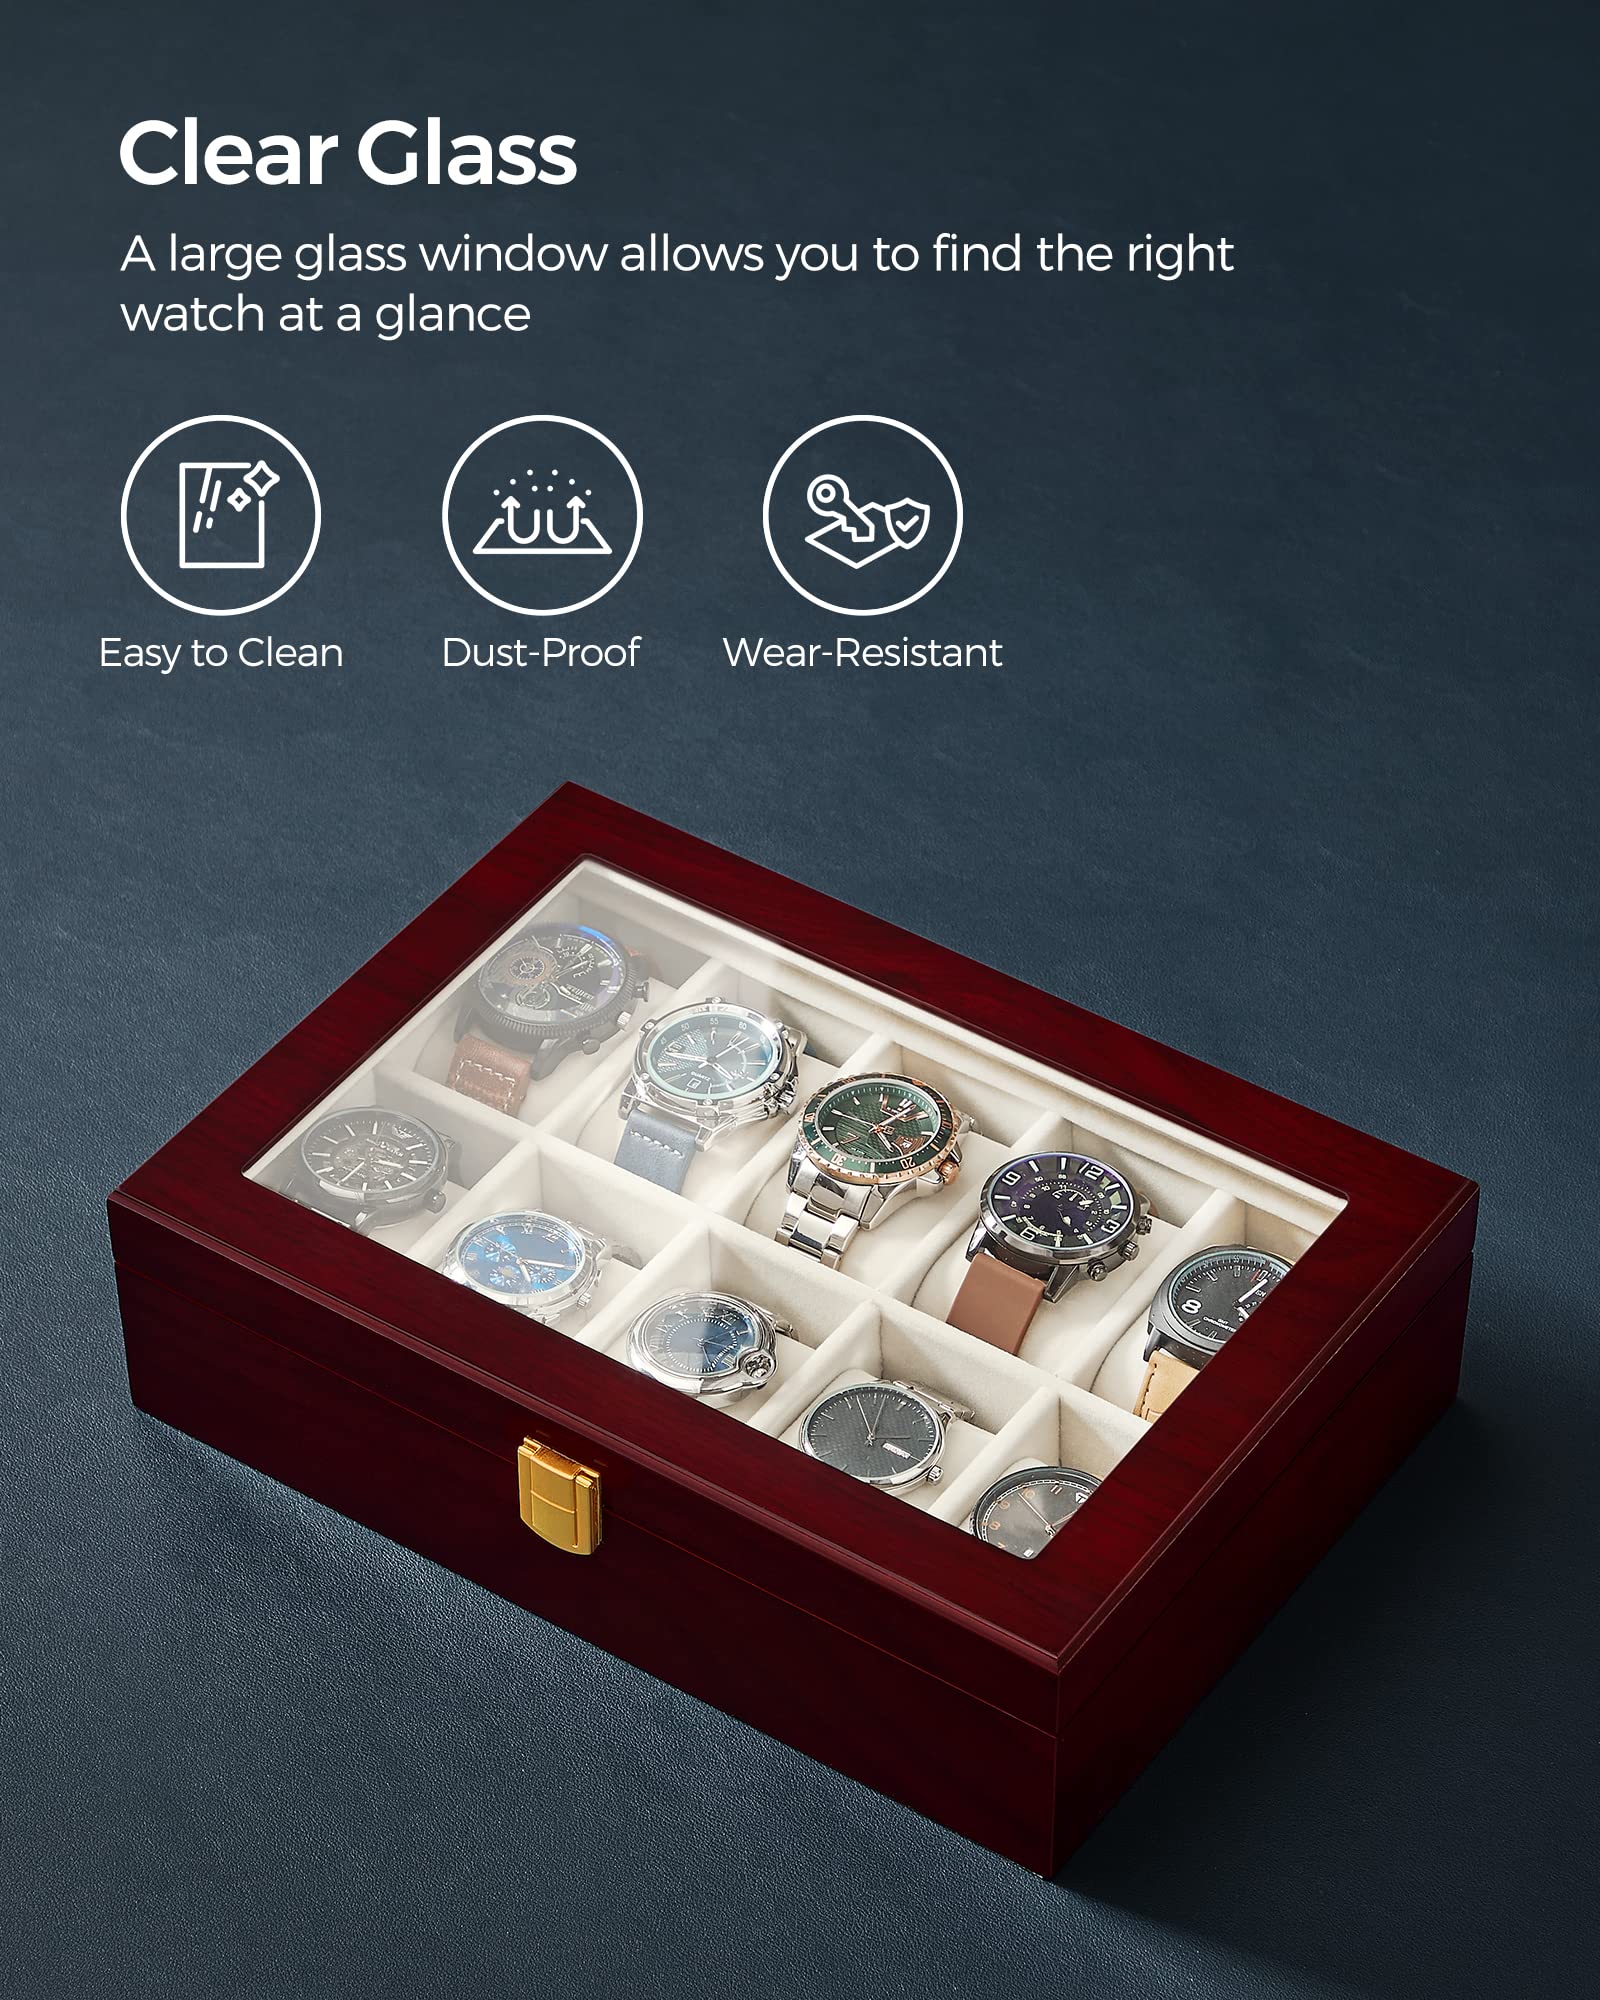 Clear Glass
A large glass window allows you to find the right
watch at a glance
Easy to Clean
Dust-Proof
Wear-Resistant